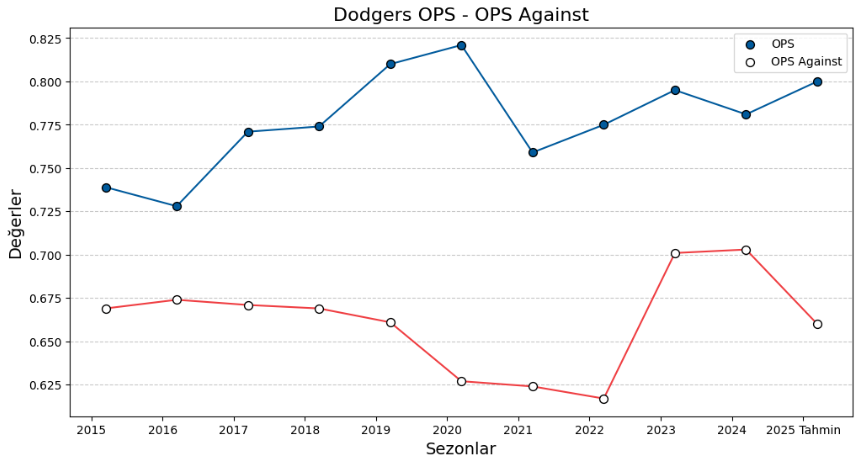 Dodgers OPS - OPS Against
OPS
OPS Against
Değerler
0.825
0.800
0.775
0.750
0.725
0.700
0.675
0.650
0.625
2015 2016 2017 2018 2019 2020 2021 2022 2023 2024 2025 Tahmin
Sezonlar